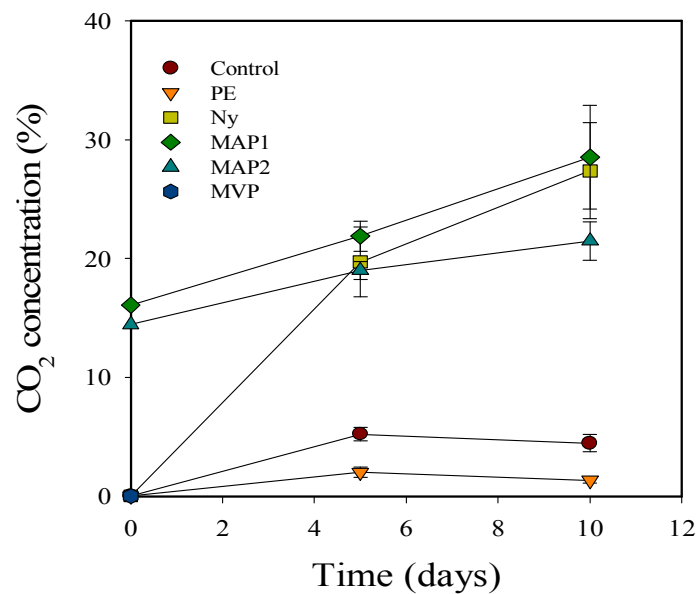 40
30
20
10
0
CO2 concentration (%)
Control
PE
Ny
MAP1
MAP2
MVP
0 2 4 6 8 10 12
Time (days)